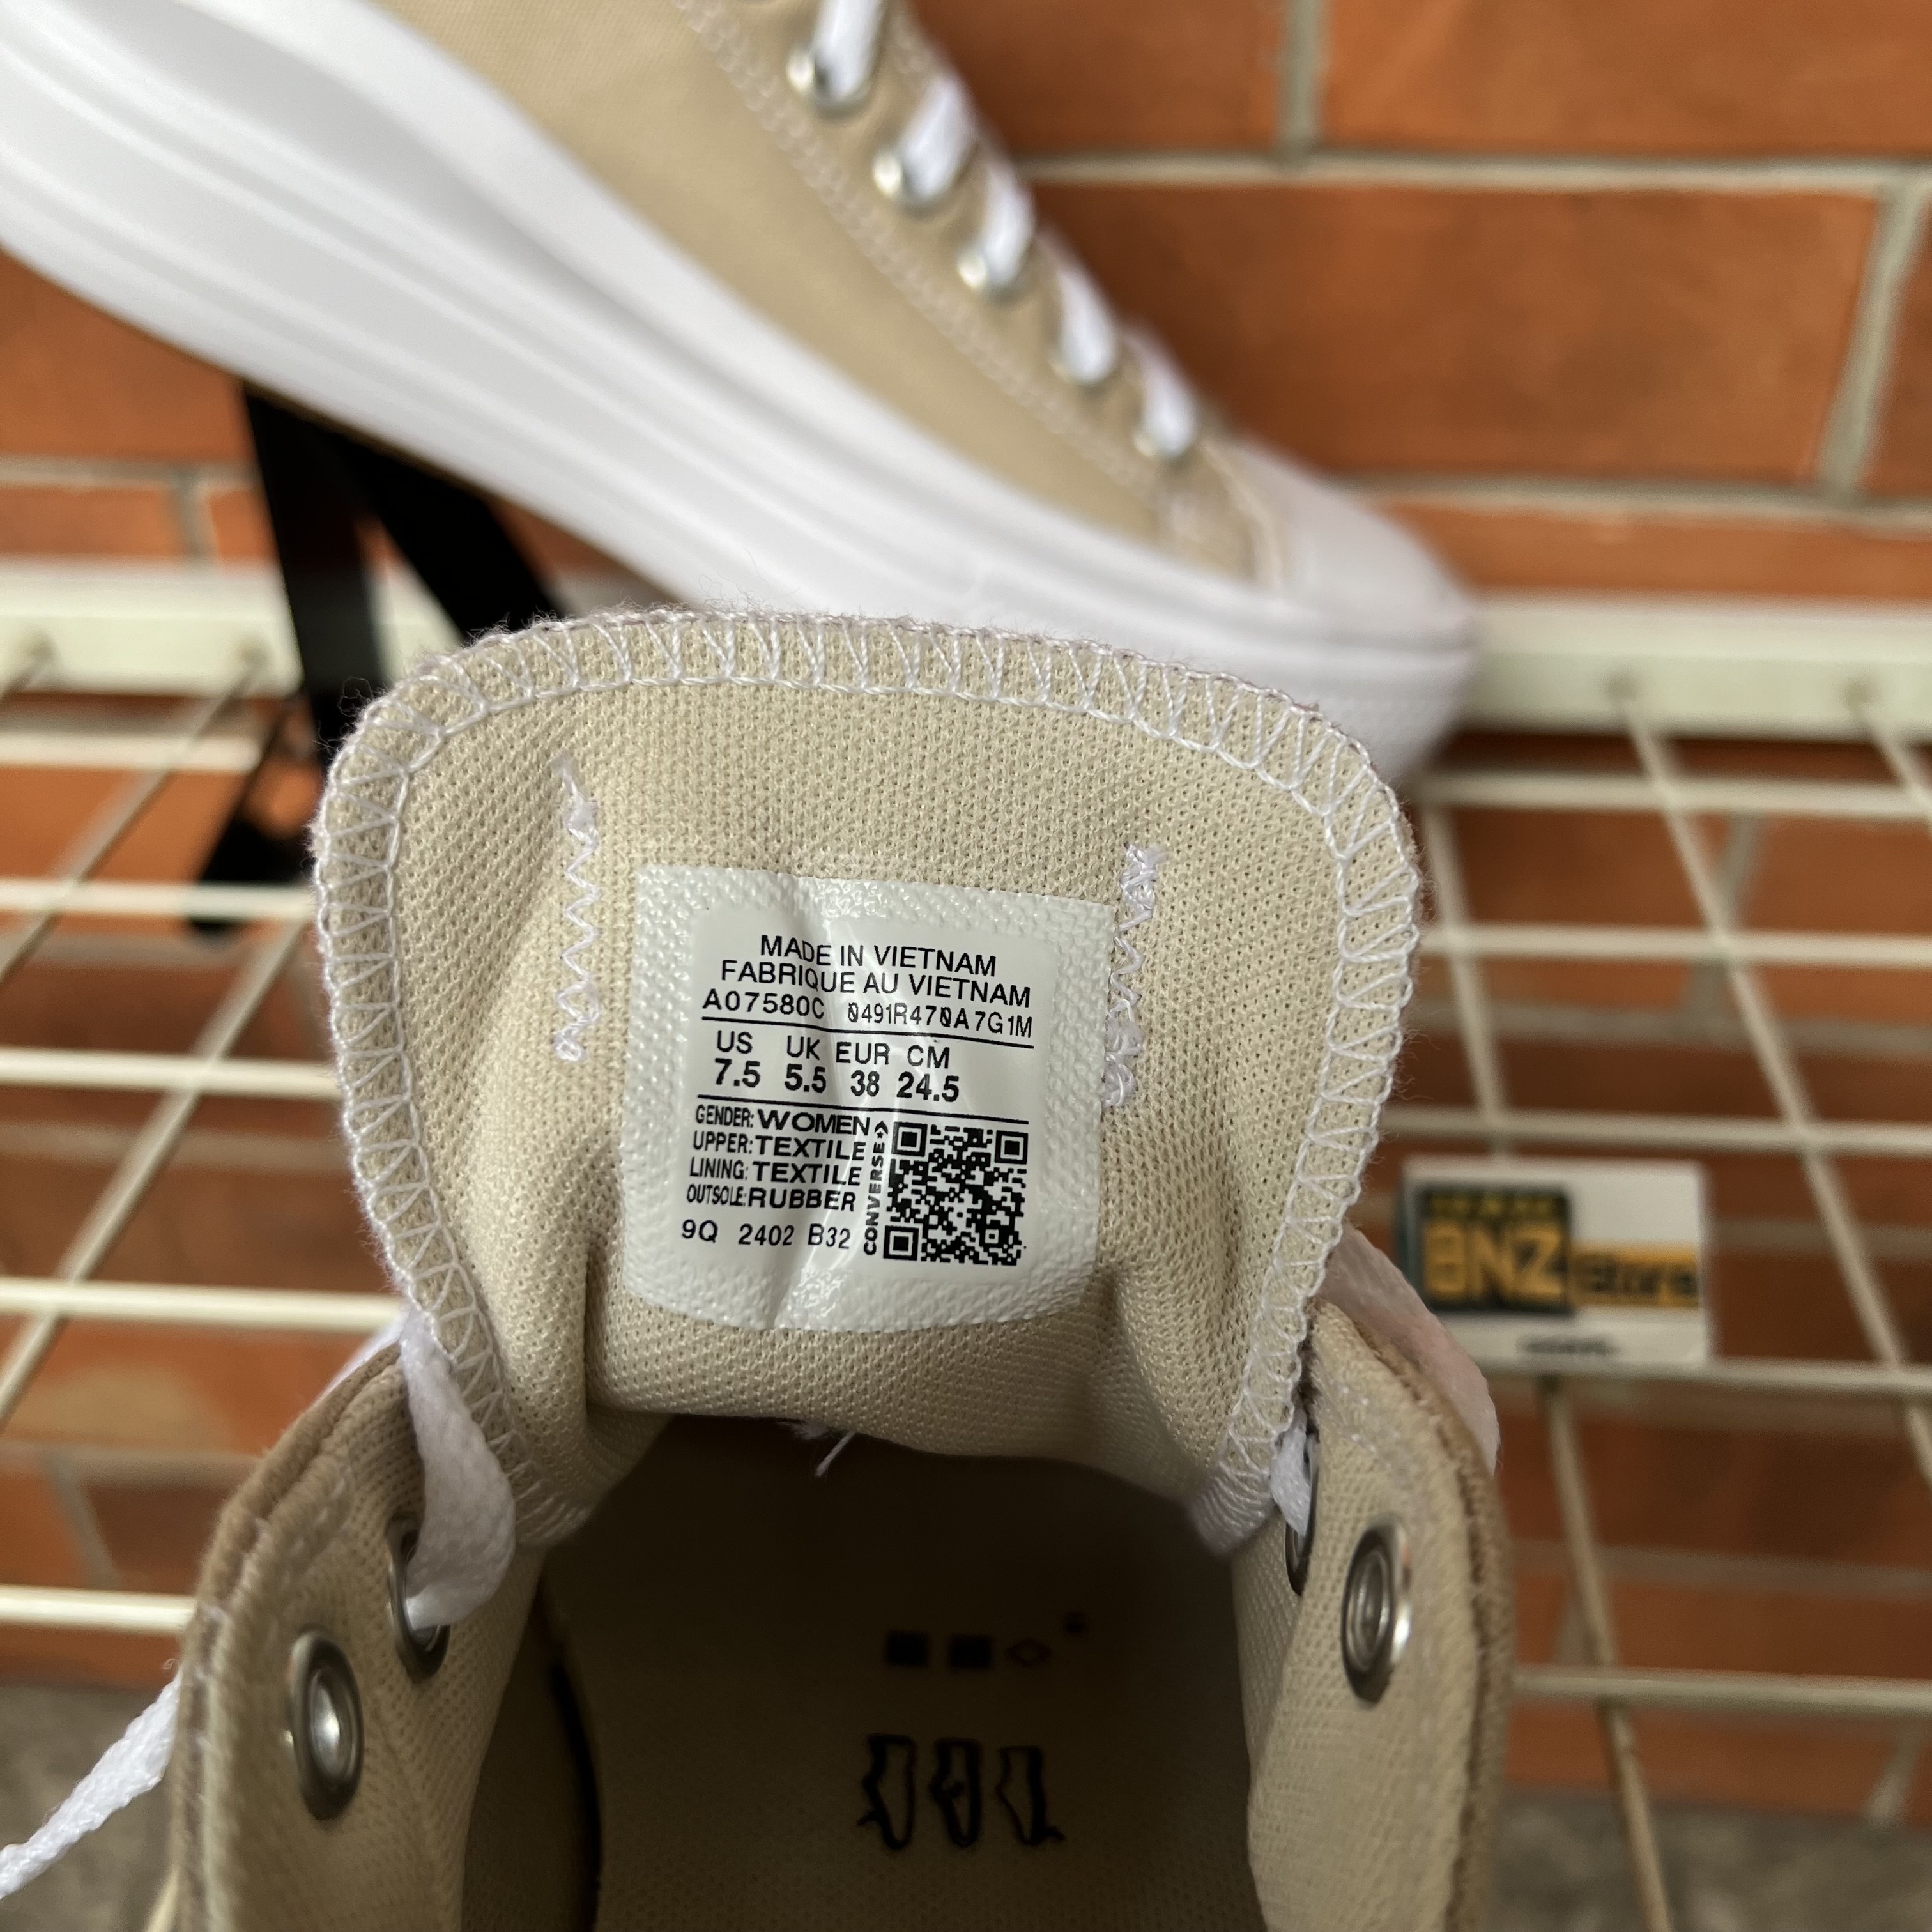 MADE IN VIETNAM
FABRIQUE AU VIETNAM
A07580C 0491R470A7G1M
US UK EUR CM
7.5 5.5 38 24.5
GENDER: WOMEN
UPPER: TEXTILE
LINING: TEXTILE
OUTSOLE: RUBBER
9Q 2402 B32
CONVERSE
BNZ Store